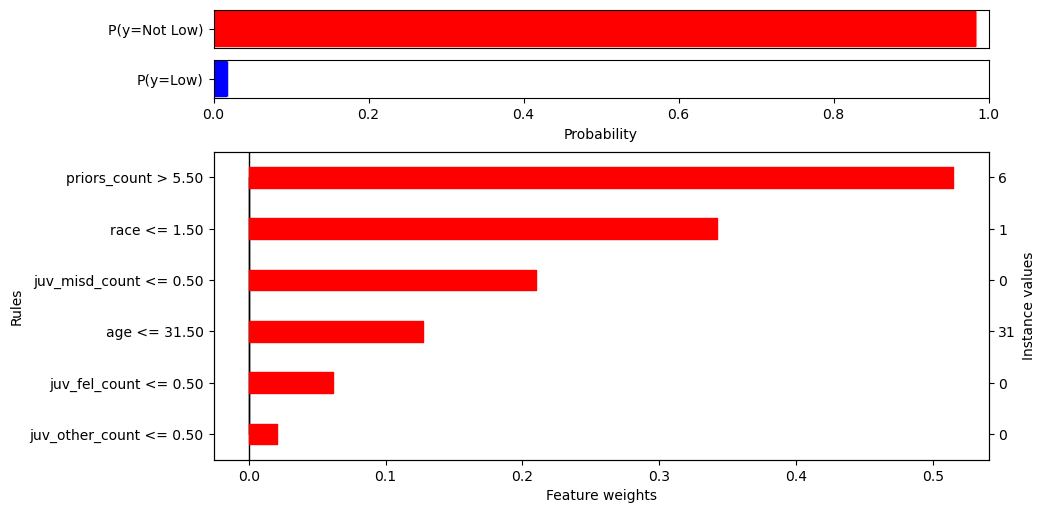 P(y=Not Low)
P(y=Low)
0.0 0.2 0.4 0.6 0.8 1.0
Probability
Rules
priors_count > 5.50 6
race <= 1.50 1
juv_misd_count <= 0.50 0
age <= 31.50 31
juv_fel_count <= 0.50 0
juv_other_count <= 0.50 0
Instance values
0.0 0.1 0.2 0.3 0.4 0.5
Feature weights